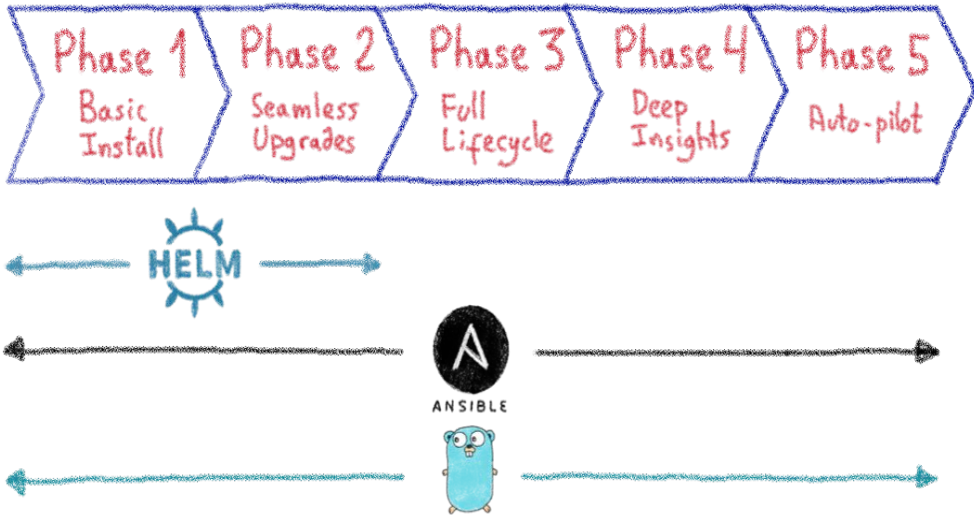 Phase 1
Basic
Install
Phase 2
Seamless
Upgrades
Phase 3
Full
Lifecycle
Phase 4
Deep
Insights
Phase 5
Auto-pilot
HELM
ANSIBLE